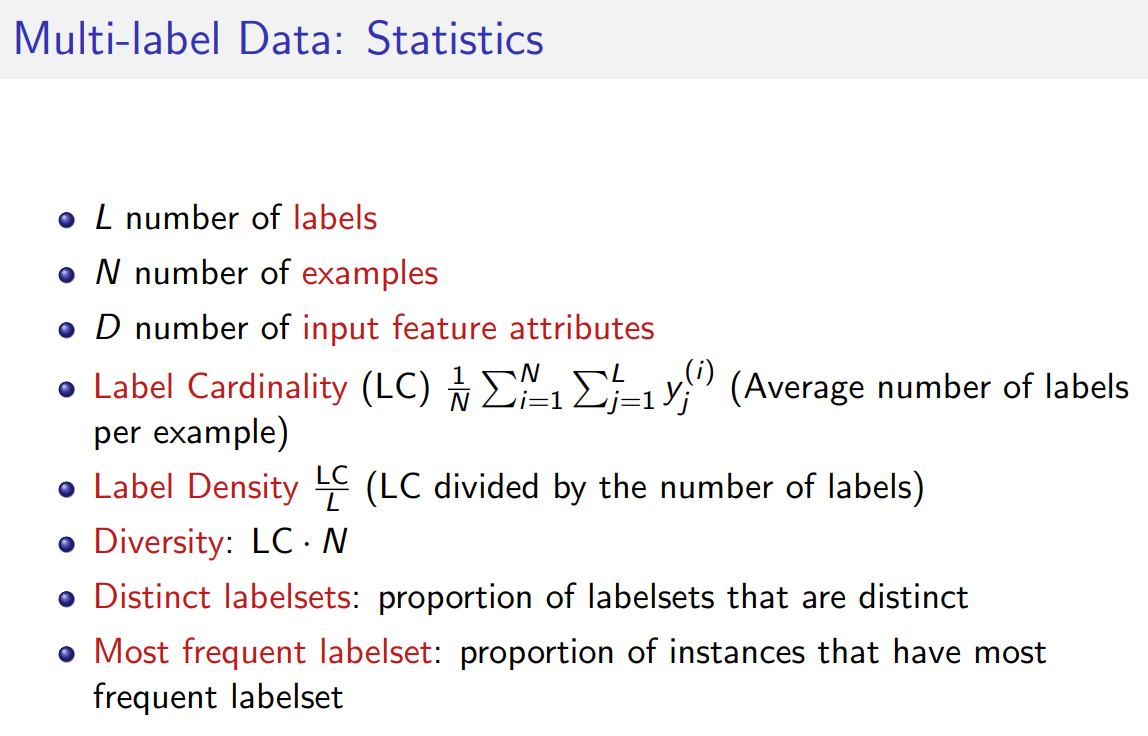 Multi-label Data: Statistics
L number of labels
N number of examples
D number of input feature attributes
Label Cardinality (LC) $\frac{1}{N} \sum_{i=1}^{N} \sum_{j=1}^{L} y_j^{(i)}$ (Average number of labels
per example)
Label Density $\frac{LC}{L}$ (LC divided by the number of labels)
Diversity: LC · N
Distinct labelsets: proportion of labelsets that are distinct
Most frequent labelset: proportion of instances that have most
frequent labelset